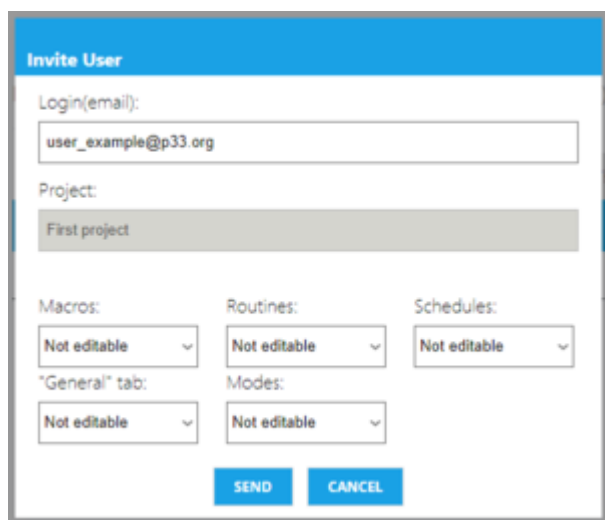 Invite User
Login(email):
user_example@p33.org
Project:
First project
Macros: Routines: Schedules:
Not editable Not editable Not editable
"General" tab: Modes:
Not editable Not editable
SEND CANCEL